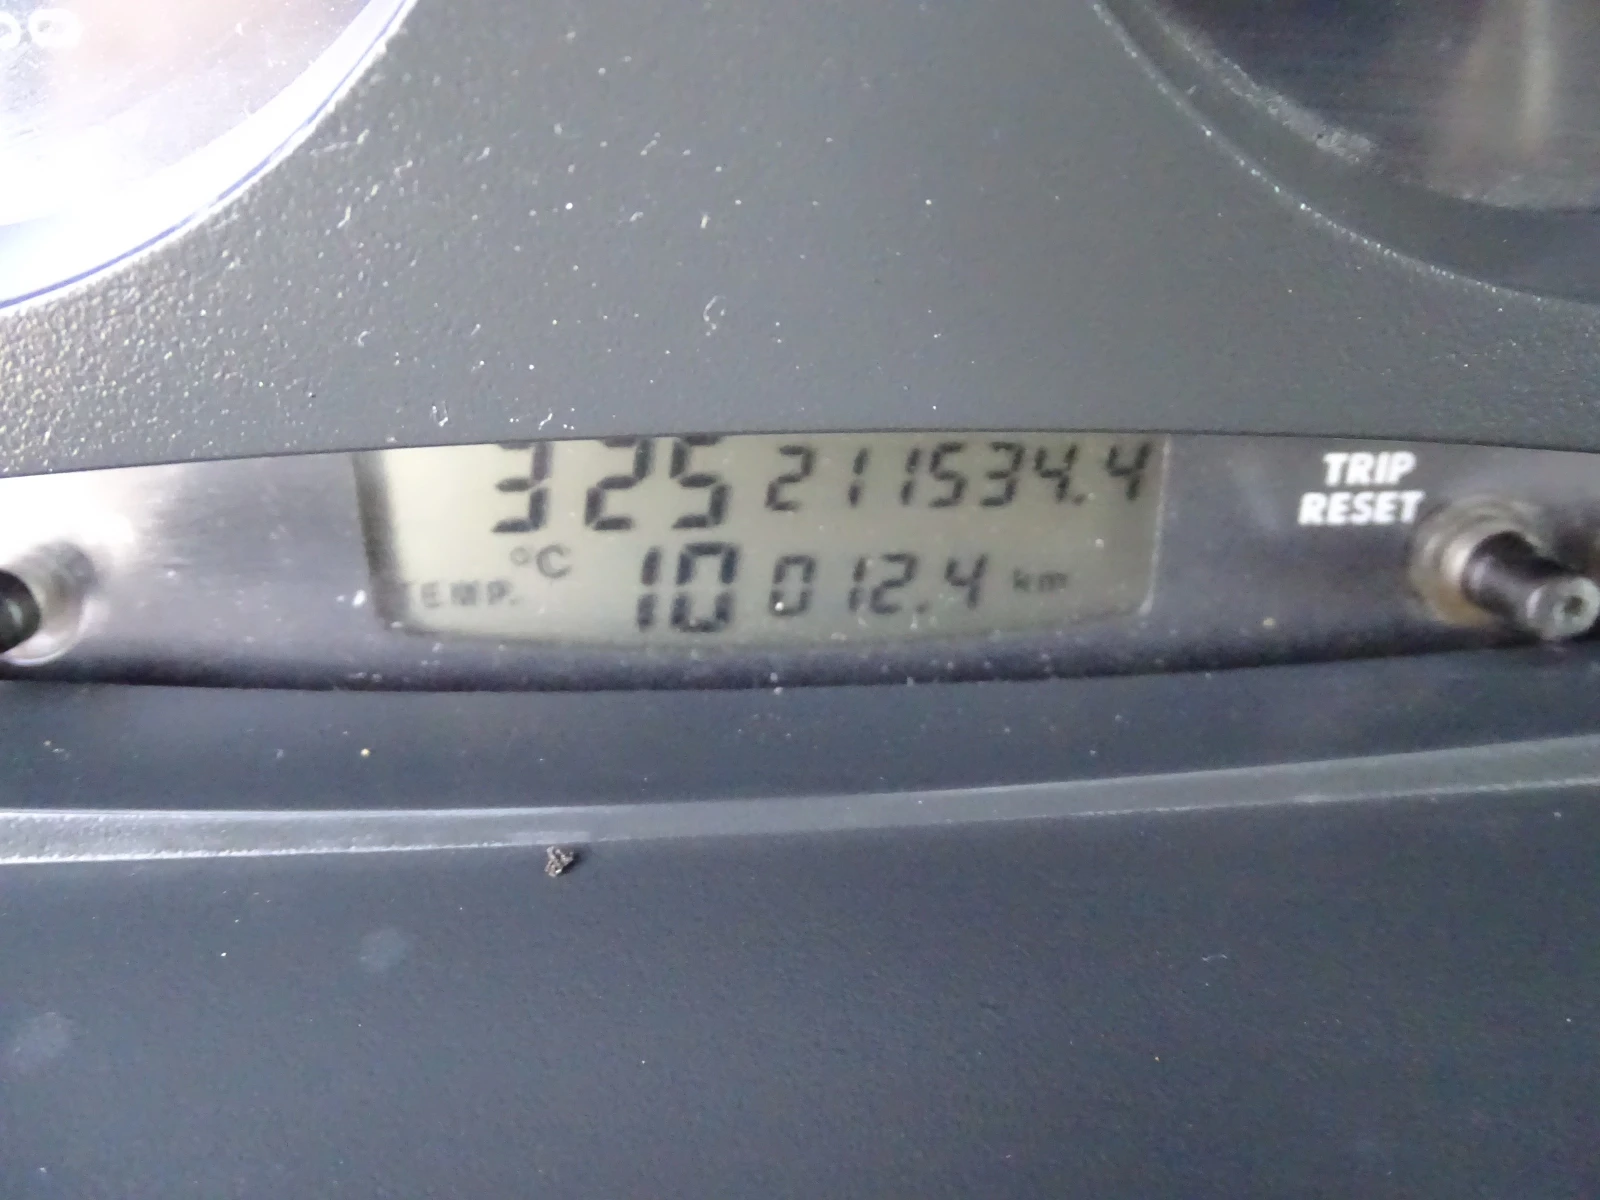 325 211534.4
TRIP
RESET
°C
TEMP. 10 012.4 km